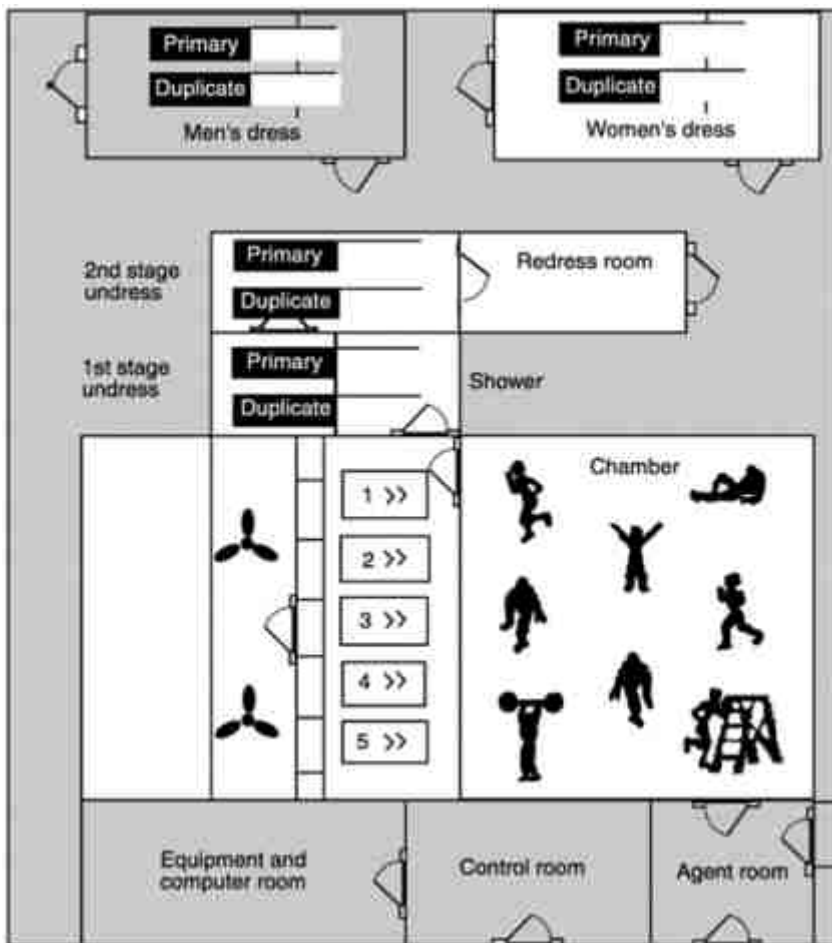 Primary
Duplicate
Men's dress
Primary
Duplicate
Women's dress
2nd stage
undress
Primary
Duplicate
Redress room
1st stage
undress
Primary
Duplicate
Shower
Chamber
1 >>
2 >>
3 >>
4 >>
5 >>
Equipment and
computer room
Control room
Agent room